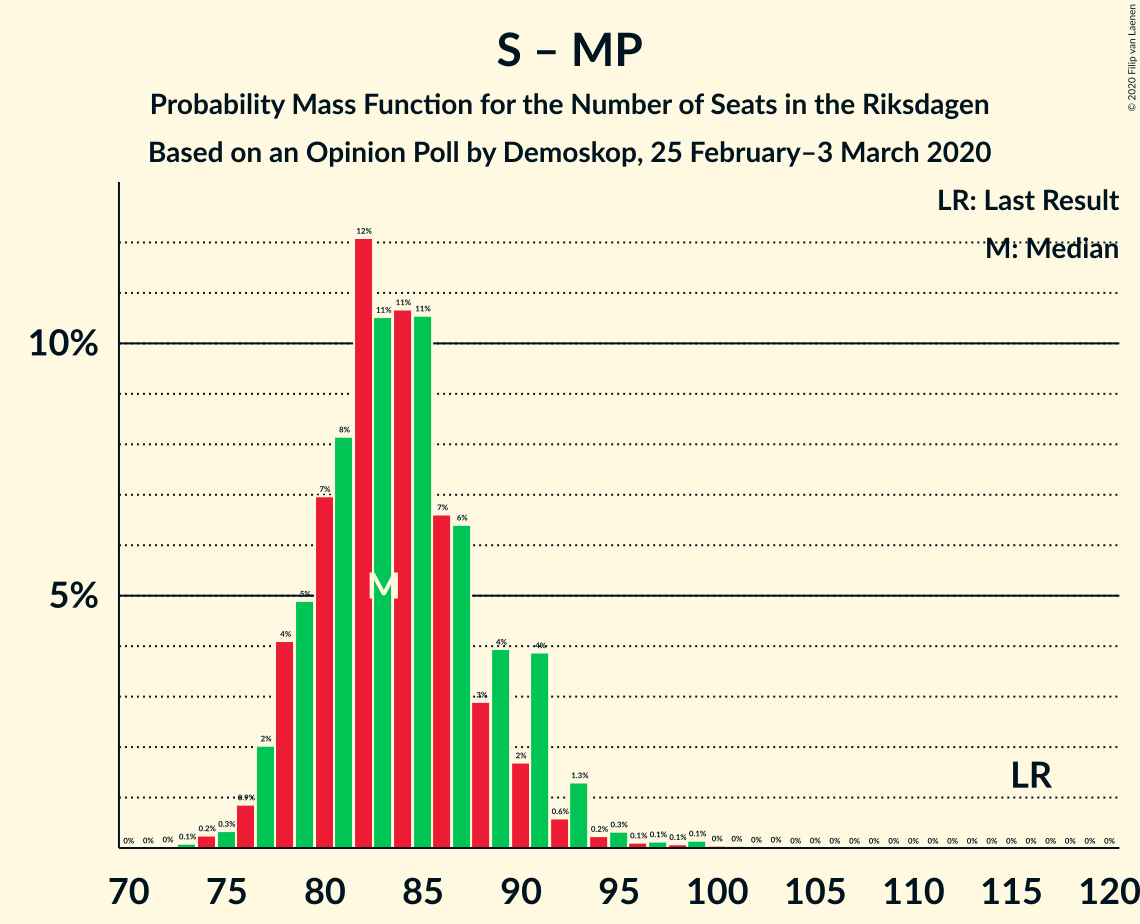 S – MP
Probability Mass Function for the Number of Seats in the Riksdagen
Based on an Opinion Poll by Demoskop, 25 February–3 March 2020
© 2020 Filip van Laenen
LR: Last Result
M: Median
10%
5%
0% 0% 0% 0.1% 0.2% 0.3% 0.9% 2% 4% 5% 7% 8% 12% 11% 11% 11% 7% 6% 3% 4% 2% 4% 0.6% 1.3% 0.2% 0.3% 0.1% 0.1% 0.1% 0.1% 0% 0% 0% 0% 0% 0% 0% 0% 0% 0% 0% 0% 0% 0% 0% 0% 0% 0% 0% 0% 0%
M
LR
70 75 80 85 90 95 100 105 110 115 120